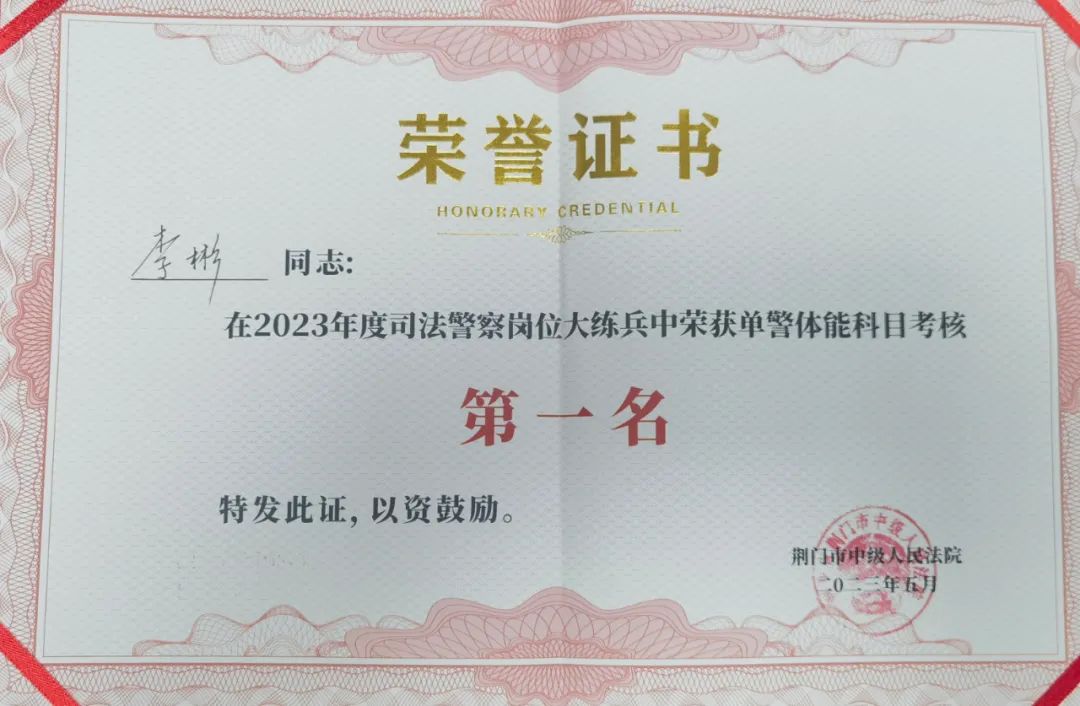 荣誉证书
HONORARY CREDENTIAL
李彬 同志:
在2023年度司法警察岗位大练兵中荣获单警体能科目考核
第一名
特发此证,以资鼓励。
荆门市中级人民法院
二0二三年五月